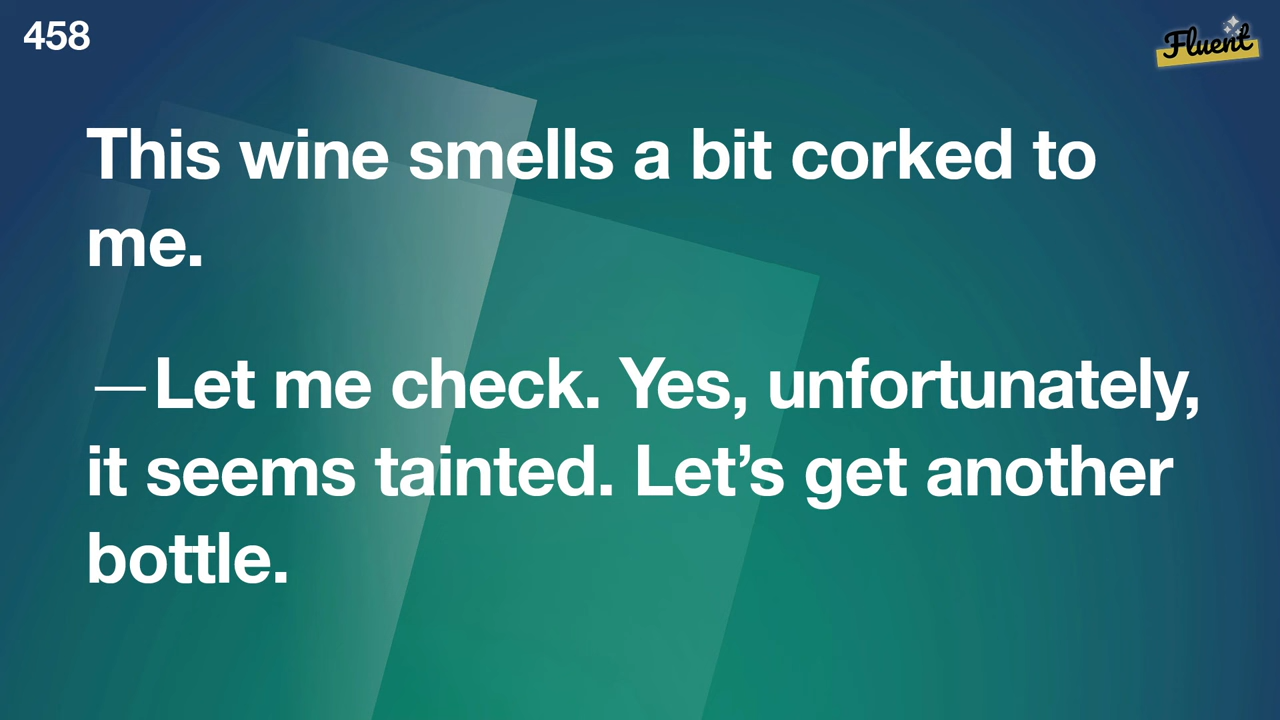 458
Fluent
This wine smells a bit corked to
me.
—Let me check. Yes, unfortunately,
it seems tainted. Let’s get another
bottle.